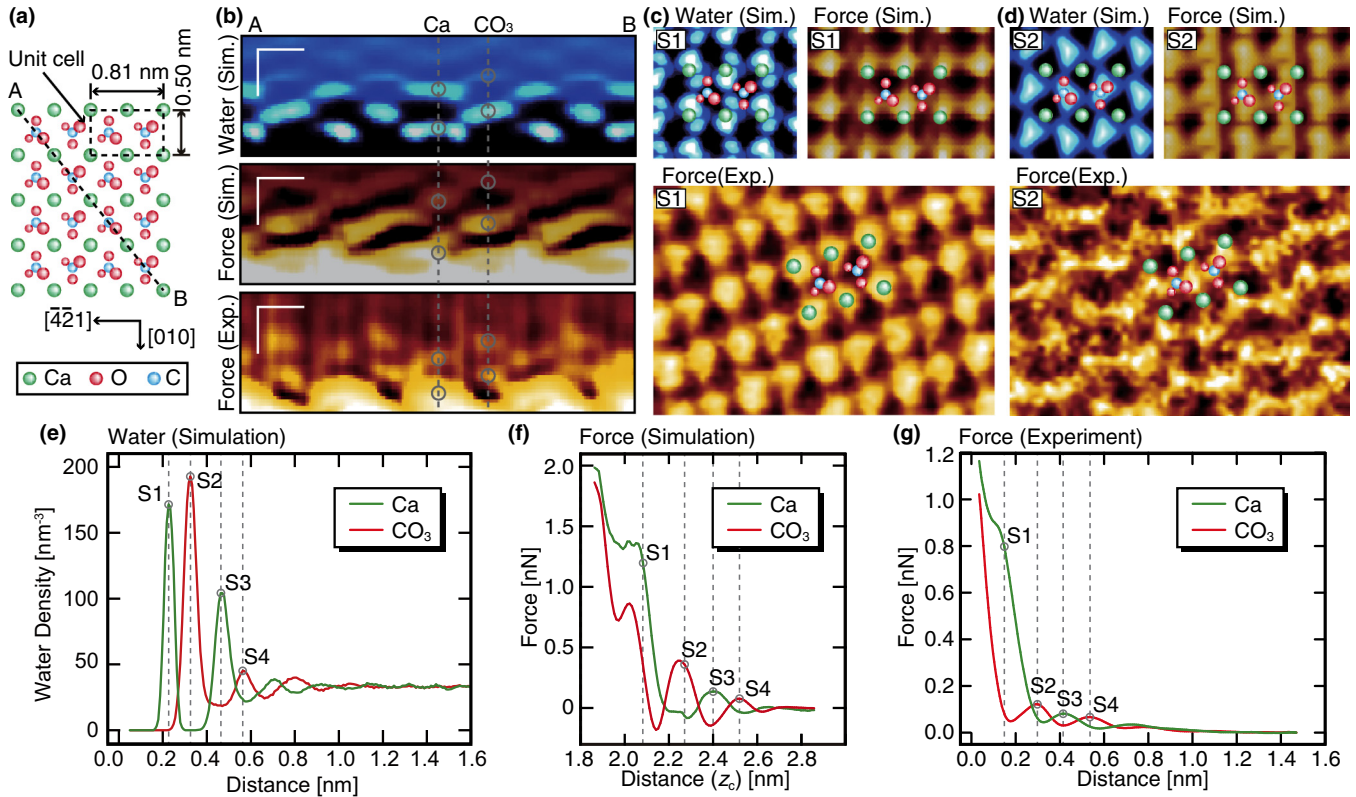 (a)
Unit cell
0.81 nm
0.50 nm
A
B
[4̄2̄1]
[010]
Ca O C
(b)
A Ca CO₃ B
Water (Sim.)
Force (Sim.)
Force (Exp.)
(c) Water (Sim.) Force (Sim.)
S1 S1
Force(Exp.)
S1
(d) Water (Sim.) Force (Sim.)
S2 S2
Force(Exp.)
S2
(e) Water (Simulation)
Water Density [nm⁻³]
200
150
100
50
0
S1 S2
S3
S4
Ca
CO₃
0.0 0.2 0.4 0.6 0.8 1.0 1.2 1.4 1.6
Distance [nm]
(f) Force (Simulation)
Force [nN]
2.0
1.5
1.0
0.5
0
S1
S2
S3
S4
Ca
CO₃
1.8 2.0 2.2 2.4 2.6 2.8 3.0
Distance (z_c) [nm]
(g) Force (Experiment)
Force [nN]
1.2
1.0
0.8
0.6
0.4
0.2
0.0
S1
S2 S3 S4
Ca
CO₃
0.0 0.2 0.4 0.6 0.8 1.0 1.2 1.4 1.6
Distance [nm]